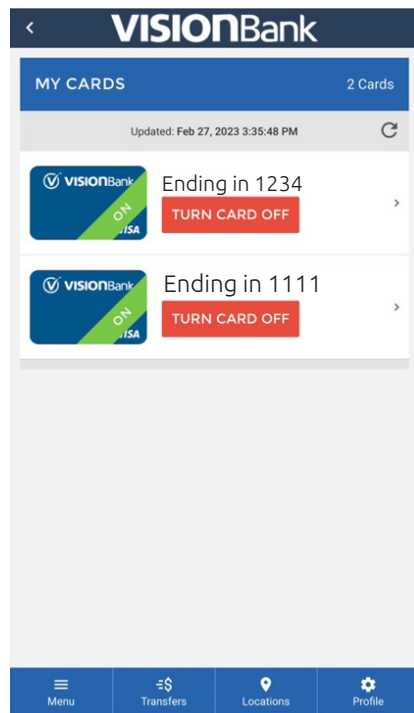 VISIONBank
MY CARDS 2 Cards
Updated: Feb 27, 2023 3:35:48 PM
VISIONBank
ON
VISA
Ending in 1234
TURN CARD OFF
VISIONBank
ON
VISA
Ending in 1111
TURN CARD OFF
Menu Transfers Locations Profile